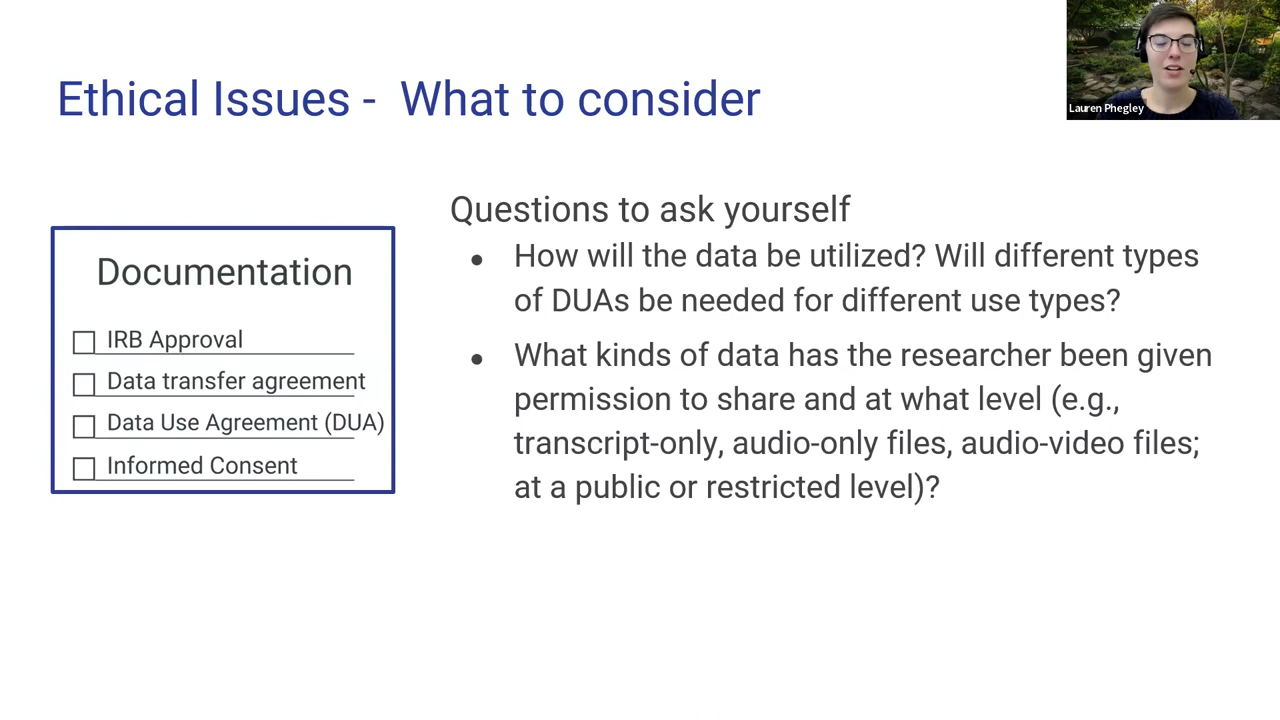 Ethical Issues -  What to consider
Lauren Phegley
Documentation
IRB Approval
Data transfer agreement
Data Use Agreement (DUA)
Informed Consent
Questions to ask yourself
● How will the data be utilized? Will different types
of DUAs be needed for different use types?
● What kinds of data has the researcher been given
permission to share and at what level (e.g.,
transcript-only, audio-only files, audio-video files;
at a public or restricted level)?